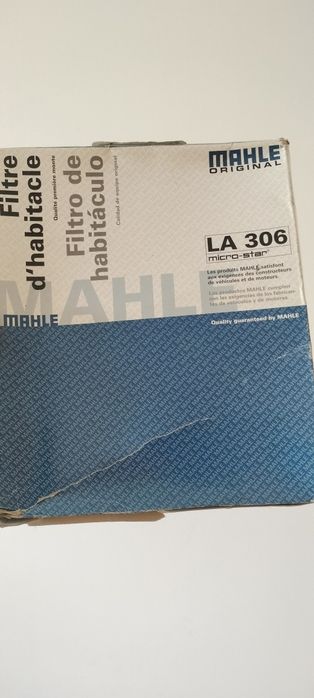 Filtre
d'habitacle
Qualité première monte
Filtro de
habitáculo
Calidad de equipo original
MAHLE
ORIGINAL
LA 306
micro-star
Les produits MAHLE satisfont
aux exigences des constructeurs
de véhicules et de moteurs.
Los productos MAHLE cumplen
con las exigencias de los fabrican-
tes de vehículos y de motores.
MAHLE
MAHLE
Quality guaranteed by MAHLE